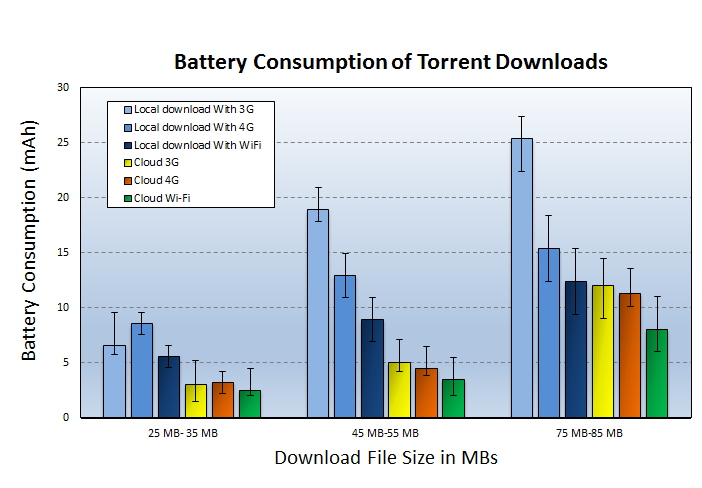 Battery Consumption of Torrent Downloads
Battery Consumption (mAh)
30
25
20
15
10
5
0
Local download With 3G
Local download With 4G
Local download With WiFi
Cloud 3G
Cloud 4G
Cloud Wi-Fi
25 MB- 35 MB
45 MB-55 MB
75 MB-85 MB
Download File Size in MBs